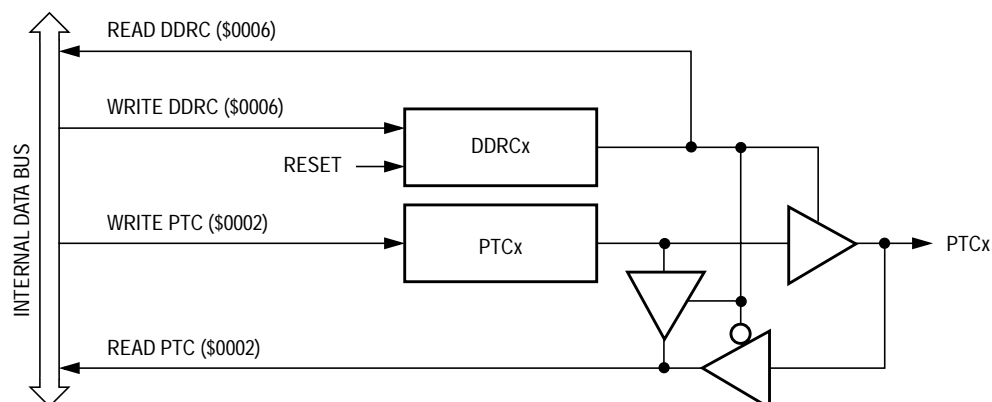 READ DDRC ($0006)
WRITE DDRC ($0006)
DDRCx
RESET
WRITE PTC ($0002)
PTCx
PTCx
READ PTC ($0002)
INTERNAL DATA BUS